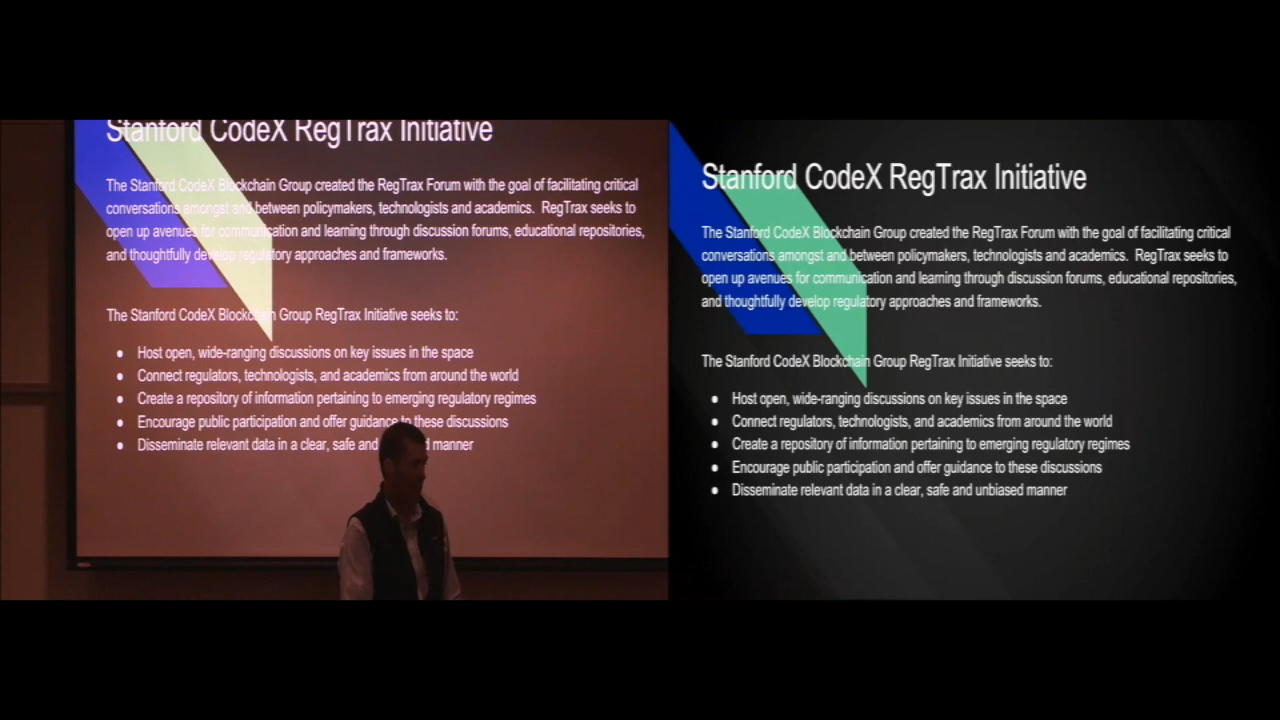 Stanford CodeX RegTrax Initiative
The Stanford CodeX Blockchain Group created the RegTrax Forum with the goal of facilitating critical
conversations amongst and between policymakers, technologists and academics. RegTrax seeks to
open up avenues for communication and learning through discussion forums, educational repositories,
and thoughtfully develop regulatory approaches and frameworks.
The Stanford CodeX Blockchain Group RegTrax Initiative seeks to:
● Host open, wide-ranging discussions on key issues in the space
● Connect regulators, technologists, and academics from around the world
● Create a repository of information pertaining to emerging regulatory regimes
● Encourage public participation and offer guidance to these discussions
● Disseminate relevant data in a clear, safe and manner
Stanford CodeX RegTrax Initiative
The Stanford CodeX Blockchain Group created the RegTrax Forum with the goal of facilitating critical
conversations amongst and between policymakers, technologists and academics. RegTrax seeks to
open up avenues for communication and learning through discussion forums, educational repositories,
and thoughtfully develop regulatory approaches and frameworks.
The Stanford CodeX Blockchain Group RegTrax Initiative seeks to:
● Host open, wide-ranging discussions on key issues in the space
● Connect regulators, technologists, and academics from around the world
● Create a repository of information pertaining to emerging regulatory regimes
● Encourage public participation and offer guidance to these discussions
● Disseminate relevant data in a clear, safe and unbiased manner